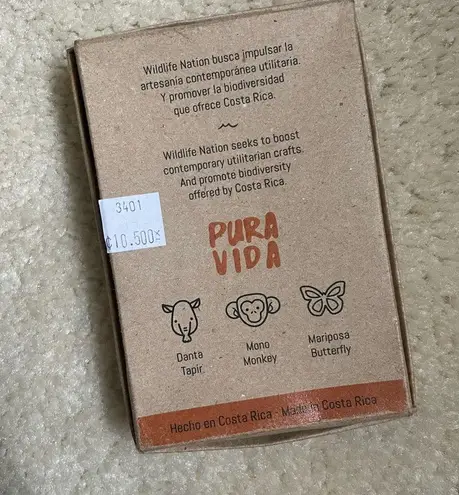 Wildlife Nation busca impulsar la
artesanía contemporánea utilitaria.
Y promover la biodiversidad
que ofrece Costa Rica.
Wildlife Nation seeks to boost
contemporary utilitarian crafts.
And promote biodiversity
offered by Costa Rica.
3401
₡10.500
PURA
VIDA
Danta
Tapir
Mono
Monkey
Mariposa
Butterfly
Hecho en Costa Rica - Made in Costa Rica